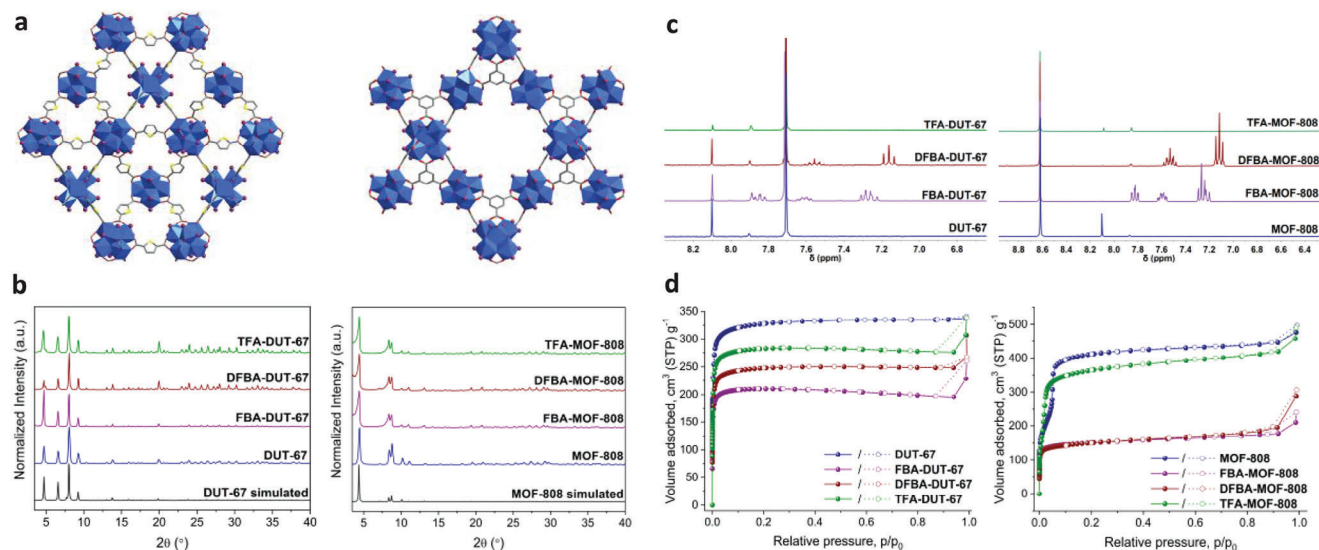 a
b
Normalized Intensity (a.u.)
TFA-DUT-67
DFBA-DUT-67
FBA-DUT-67
DUT-67
DUT-67 simulated
5 10 15 20 25 30 35 40
2θ (°)
Normalized Intensity (a.u.)
TFA-MOF-808
DFBA-MOF-808
FBA-MOF-808
MOF-808
MOF-808 simulated
5 10 15 20 25 30 35 40
2θ (°)
c
TFA-DUT-67
DFBA-DUT-67
FBA-DUT-67
DUT-67
8.2 8.0 7.8 7.6 7.4 7.2 7.0 6.8
δ (ppm)
TFA-MOF-808
DFBA-MOF-808
FBA-MOF-808
MOF-808
8.8 8.6 8.4 8.2 8.0 7.8 7.6 7.4 7.2 7.0 6.8 6.6 6.4
δ (ppm)
d
Volume adsorbed, cm³ (STP) g⁻¹
350
300
250
200
150
100
50
0
/ DUT-67
/ FBA-DUT-67
/ DFBA-DUT-67
/ TFA-DUT-67
0.0 0.2 0.4 0.6 0.8 1.0
Relative pressure, p/p₀
Volume adsorbed, cm³ (STP) g⁻¹
500
400
300
200
100
0
/ MOF-808
/ FBA-MOF-808
/ DFBA-MOF-808
/ TFA-MOF-808
0.0 0.2 0.4 0.6 0.8 1.0
Relative pressure, p/p₀